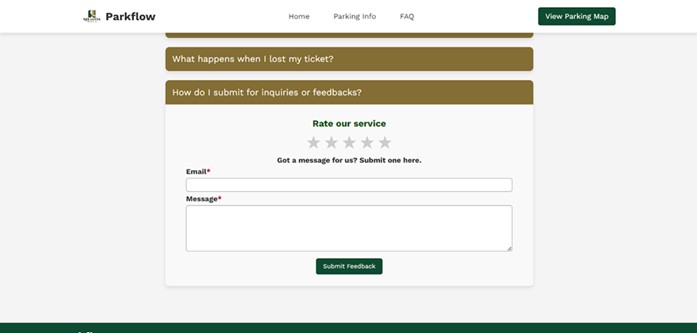 Parkflow
Home
Parking Info
FAQ
View Parking Map
What happens when I lost my ticket?
How do I submit for inquiries or feedbacks?
Rate our service
Got a message for us? Submit one here.
Email*
Message*
Submit Feedback